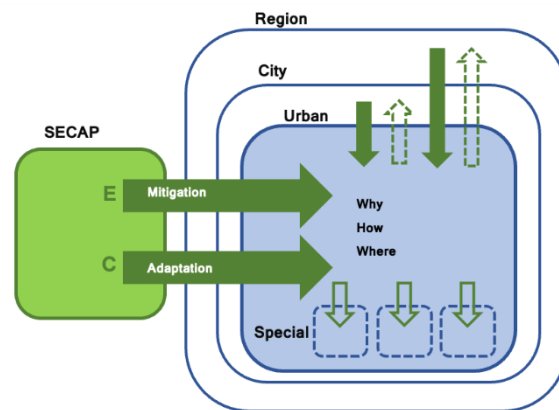 Region
City
Urban
SECAP
E
Mitigation
Why
How
Where
C
Adaptation
Special